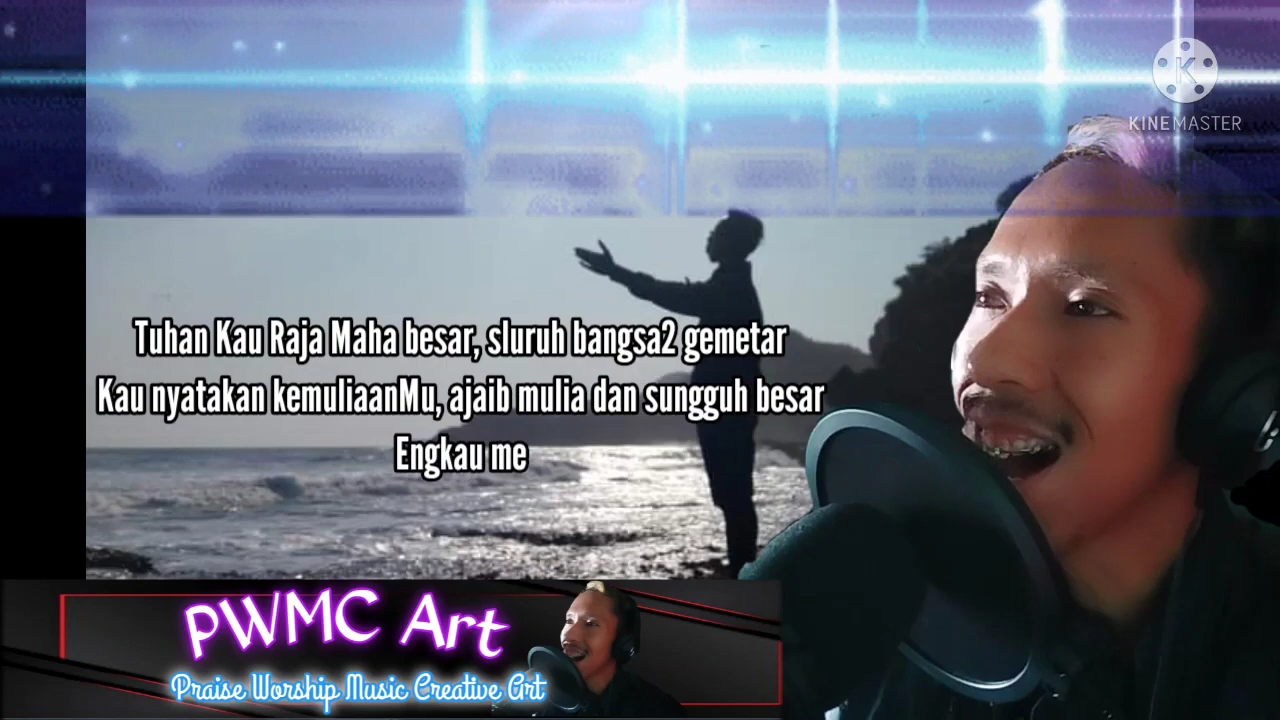 K
KINEMASTER
Tuhan Kau Raja Maha besar, sluruh bangsa2 gemetar
Kau nyatakan kemuliaanMu, ajaib mulia dan sungguh besar
Engkau me
PWMC Art
Praise Worship Music Creative Art